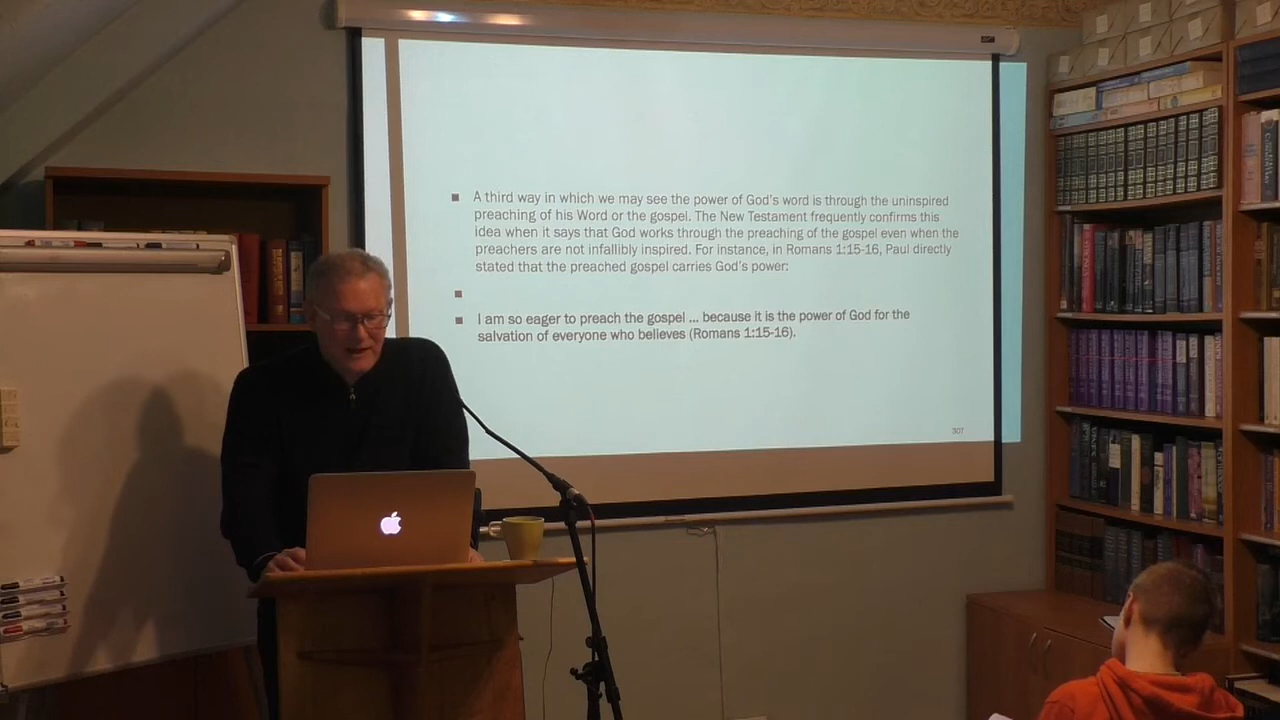 A third way in which we may see the power of God's word is through the uninspired
preaching of his Word or the gospel. The New Testament frequently confirms this
idea when it says that God works through the preaching of the gospel even when the
preachers are not infallibly inspired. For instance, in Romans 1:15-16, Paul directly
stated that the preached gospel carries God's power:
I am so eager to preach the gospel ... because it is the power of God for the
salvation of everyone who believes (Romans 1:15-16).
307